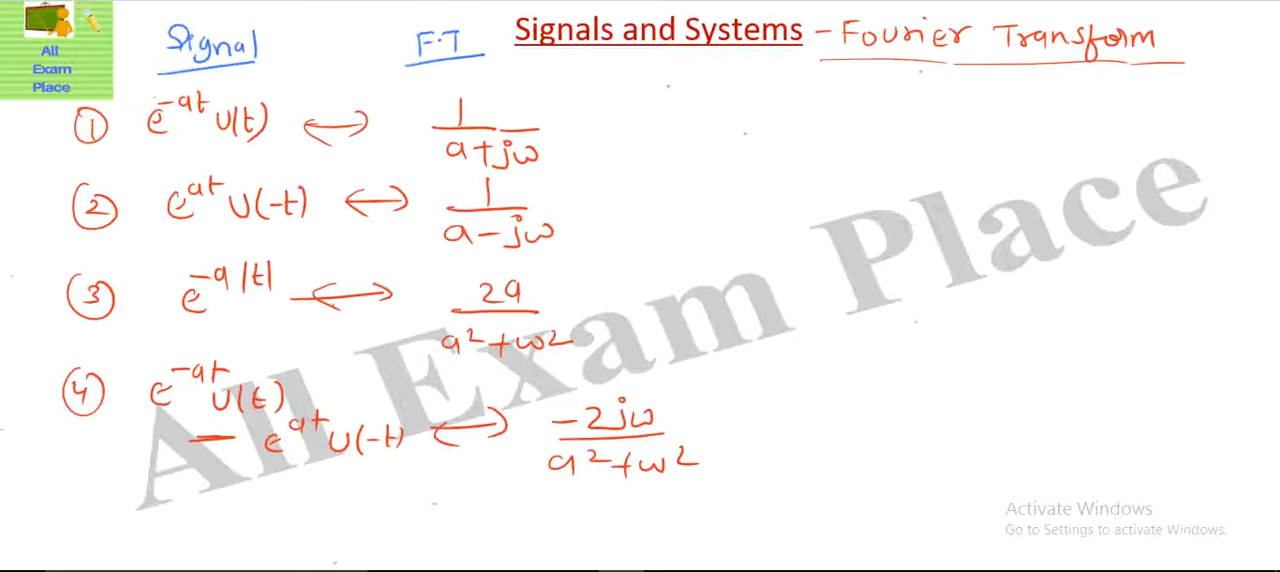 All
Exam
Place
Signal F.T Signals and Systems - Fourier Transform
① e^-at U(t) ↔ 1/(a+jω)
② e^at U(-t) ↔ 1/(a-jω)
③ e^-a|t| ↔ 2a/(a²+ω²)
④ e^-at U(t)
- e^at U(-t) ↔ -2jω/(a²+ω²)
All Exam Place
Activate Windows
Go to Settings to activate Windows.